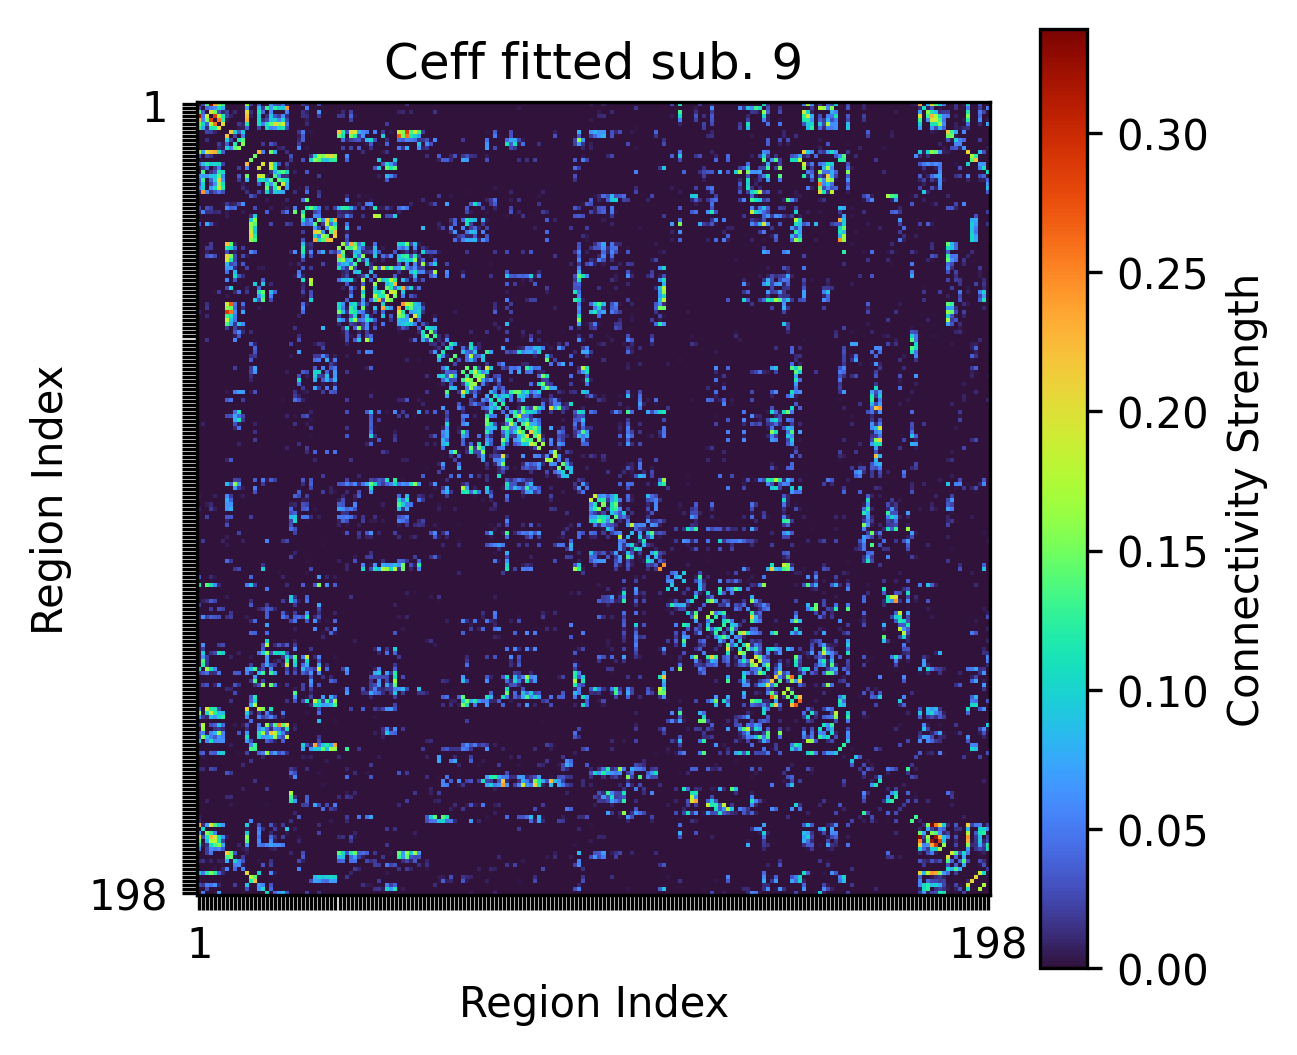 Ceff fitted sub. 9
1
198
1
198
Region Index
Region Index
0.30
0.25
0.20
0.15
0.10
0.05
0.00
Connectivity Strength